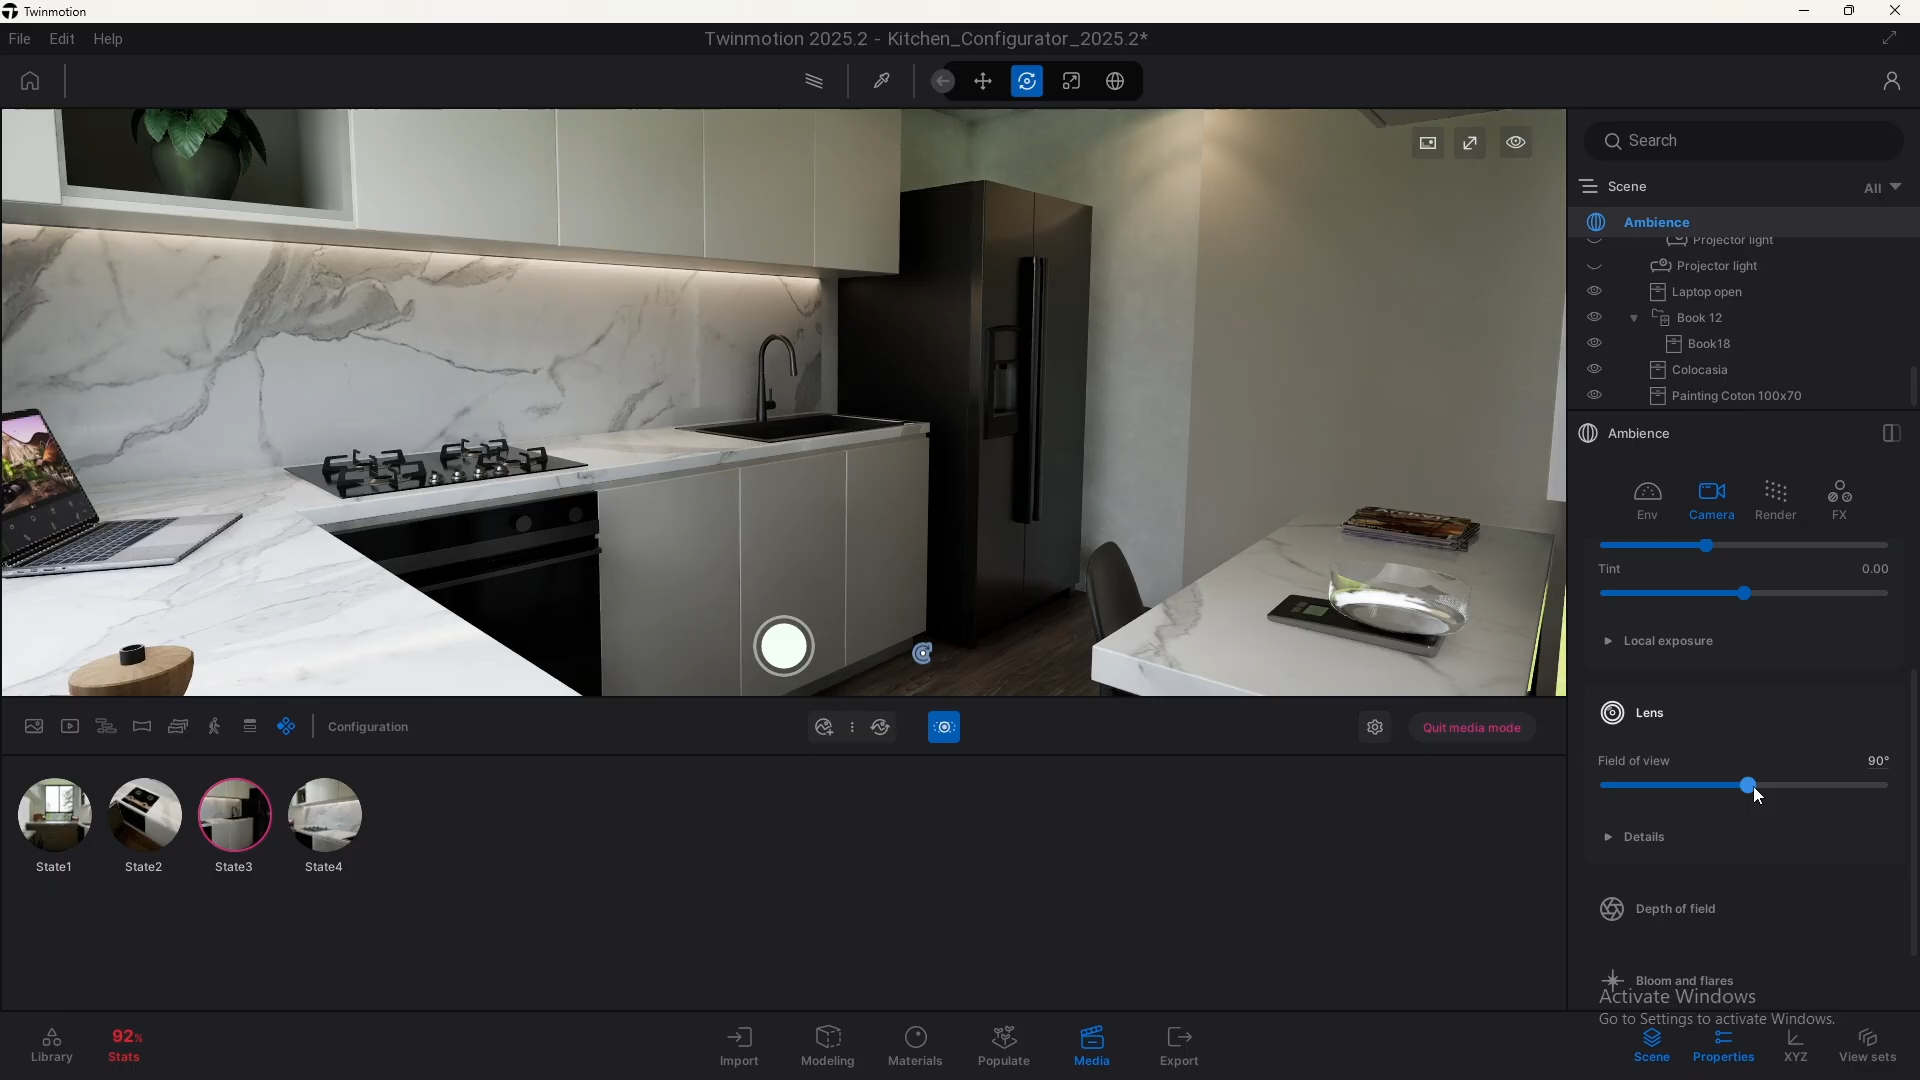 Twinmotion
File Edit Help
Twinmotion 2025.2 - Kitchen_Configurator_2025.2*
Search
Scene
All
Ambience
Projector light
Projector light
Laptop open
Book 12
Book18
Colocasia
Painting Coton 100x70
Ambience
Env Camera Render FX
Tint 0.00
Local exposure
Lens
Field of view 90°
Details
Depth of field
Bloom and flares
Configuration
Quit media mode
State1 State2 State3 State4
Activate Windows
Go to Settings to activate Windows.
Library
92%
Stats
Import Modeling Materials Populate Media Export
Scene Properties XYZ View sets